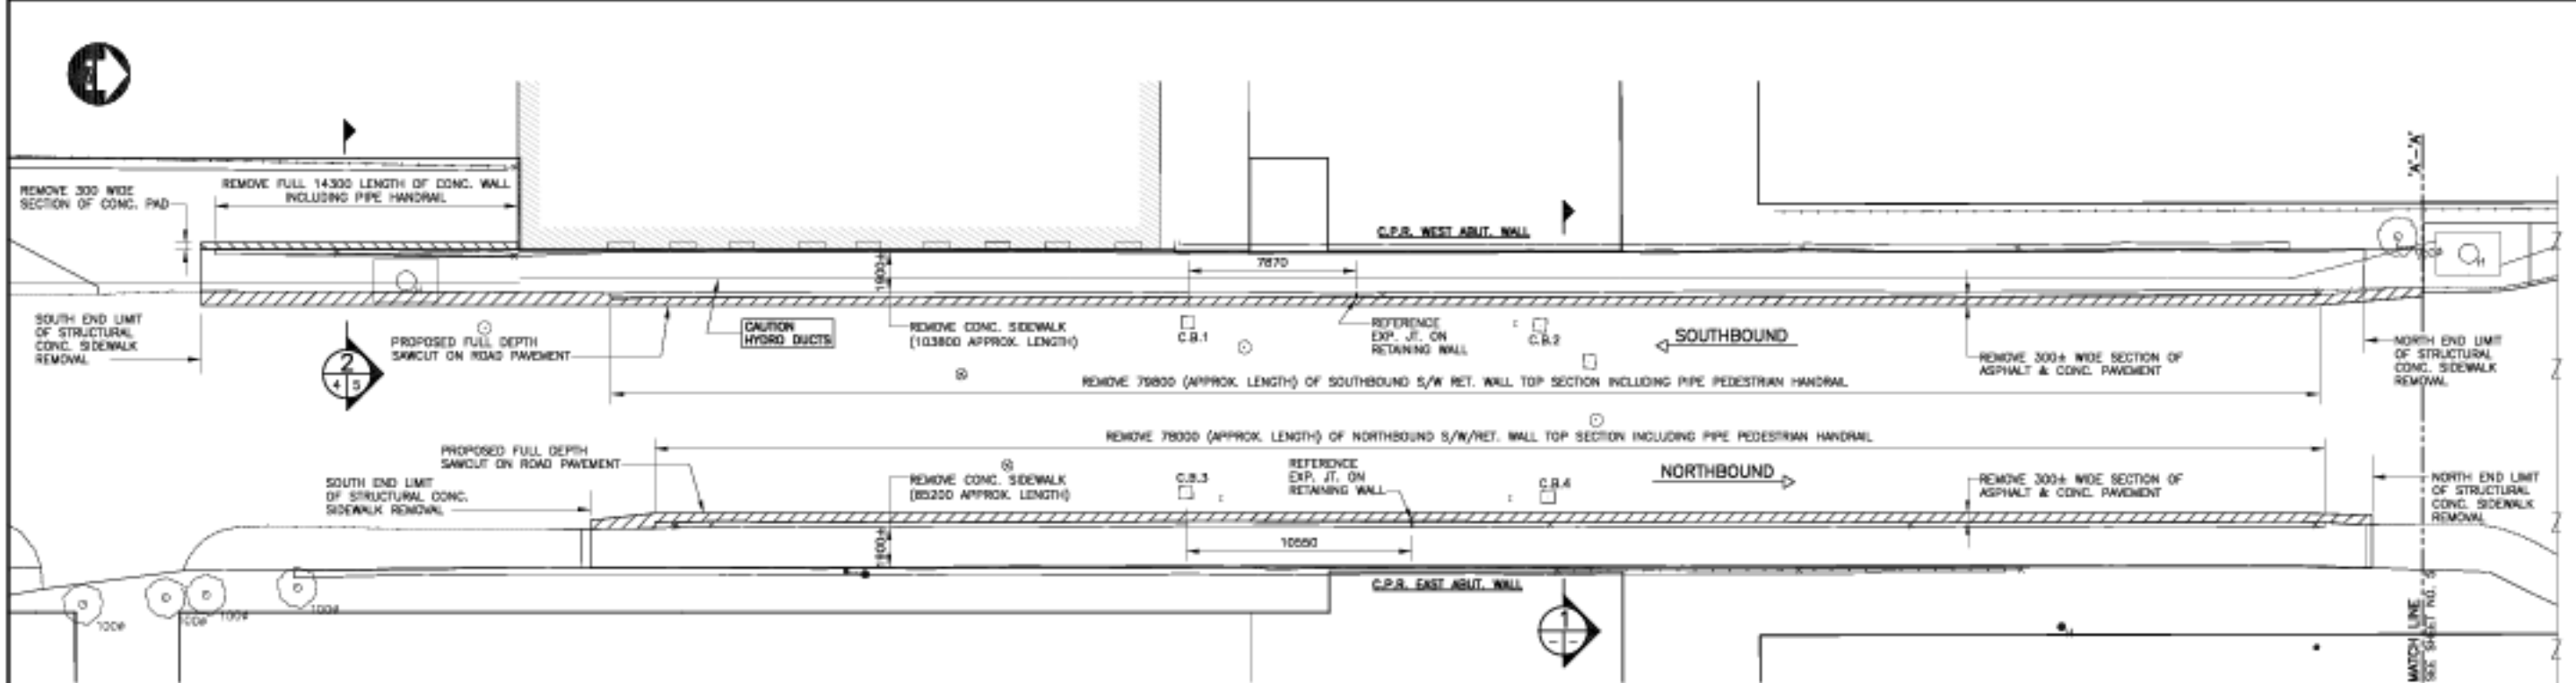 REMOVE 300 WIDE
SECTION OF CONC. PAD
REMOVE FULL 14300 LENGTH OF CONC. WALL
INCLUDING PIPE HANDRAIL
"A"-"A"
C.P.R. WEST ABUT. WALL
7870
1800±
SOUTH END LIMIT
OF STRUCTURAL
CONC. SIDEWALK
REMOVAL
2
4 5
PROPOSED FULL DEPTH
SAWCUT ON ROAD PAVEMENT
CAUTION
HYDRO DUCTS
REMOVE CONC. SIDEWALK
(103800 APPROX. LENGTH)
C.B.1
REFERENCE
EXP. JT. ON
RETAINING WALL
C.B.2
SOUTHBOUND
REMOVE 300± WIDE SECTION OF
ASPHALT & CONC. PAVEMENT
NORTH END LIMIT
OF STRUCTURAL
CONC. SIDEWALK
REMOVAL
REMOVE 79800 (APPROX. LENGTH) OF SOUTHBOUND S/W RET. WALL TOP SECTION INCLUDING PIPE PEDESTRIAN HANDRAIL
REMOVE 78000 (APPROX. LENGTH) OF NORTHBOUND S/W/RET. WALL TOP SECTION INCLUDING PIPE PEDESTRIAN HANDRAIL
PROPOSED FULL DEPTH
SAWCUT ON ROAD PAVEMENT
SOUTH END LIMIT
OF STRUCTURAL CONC.
SIDEWALK REMOVAL
REMOVE CONC. SIDEWALK
(85200 APPROX. LENGTH)
C.B.3
REFERENCE
EXP. JT. ON
RETAINING WALL
C.B.4
NORTHBOUND
REMOVE 300± WIDE SECTION OF
ASPHALT & CONC. PAVEMENT
NORTH END LIMIT
OF STRUCTURAL
CONC. SIDEWALK
REMOVAL
1800±
10550
C.P.R. EAST ABUT. WALL
1
100ø
100ø
100ø
100ø
MATCH LINE
SEE SHEET NO. 5